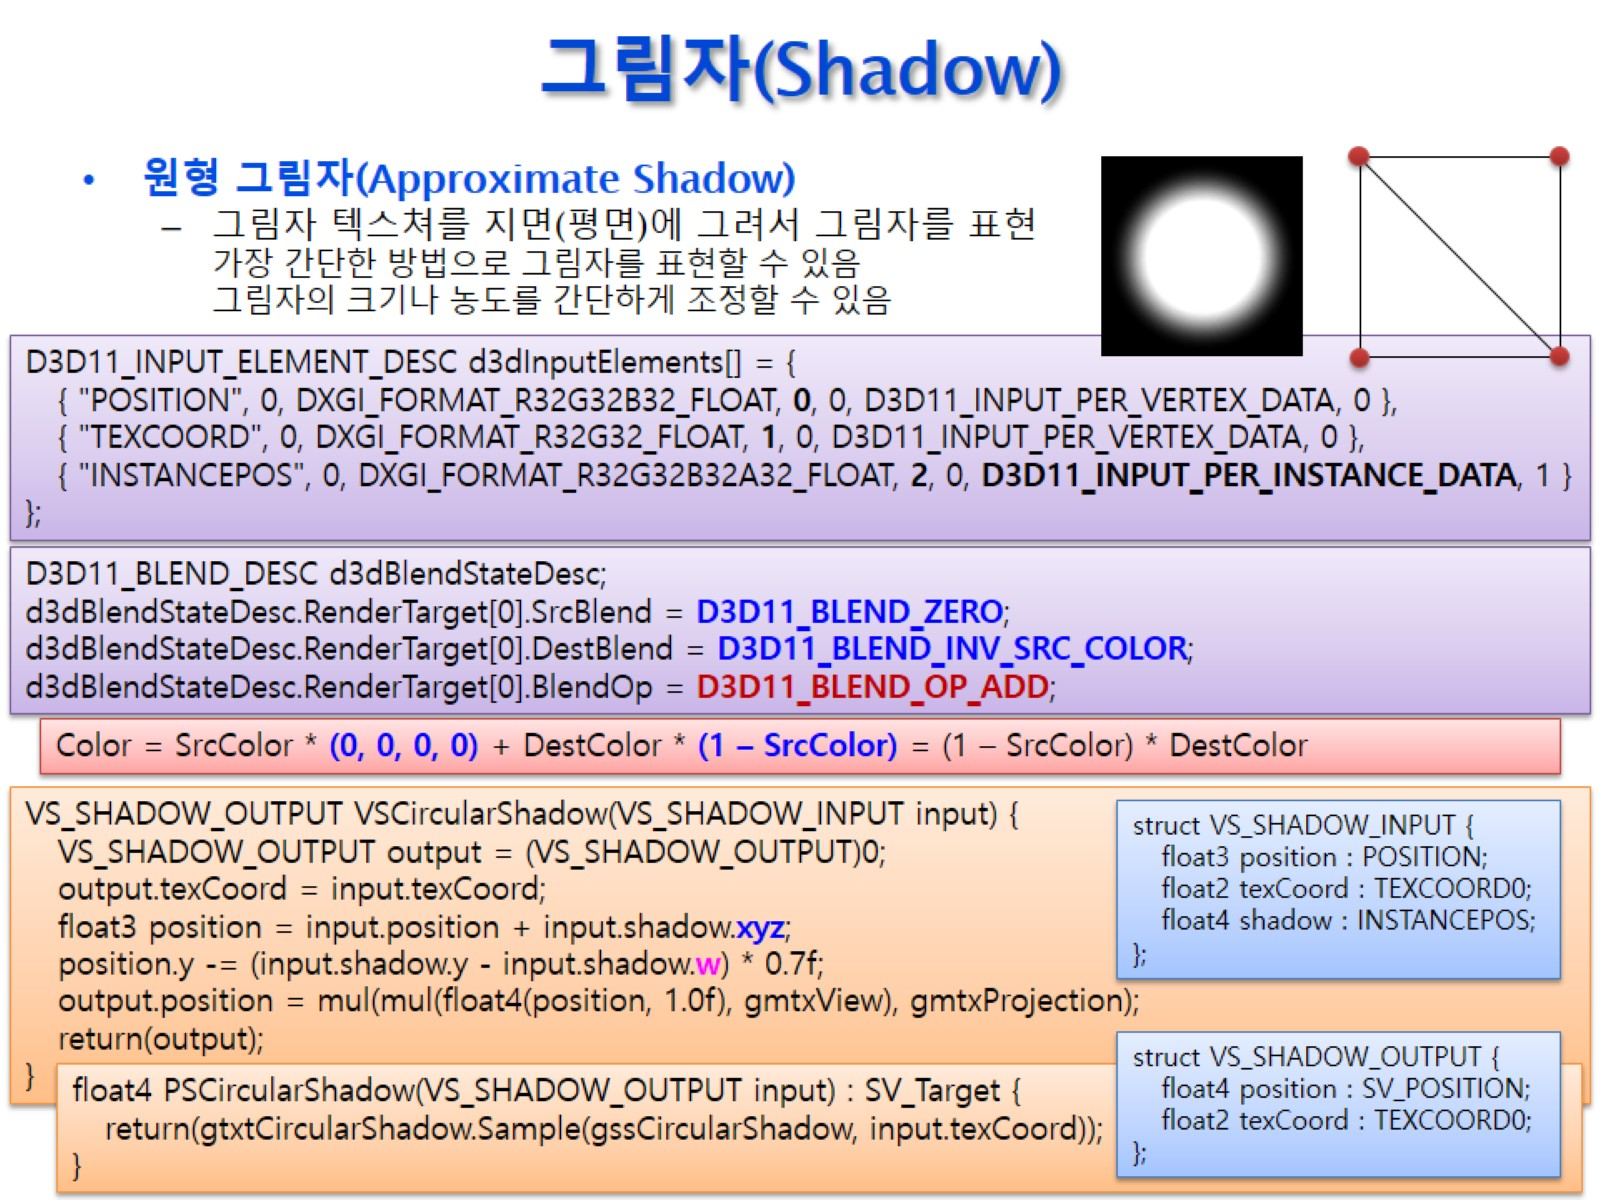 그림자(Shadow)
• 원형 그림자(Approximate Shadow)
– 그림자 텍스쳐를 지면(평면)에 그려서 그림자를 표현
가장 간단한 방법으로 그림자를 표현할 수 있음
그림자의 크기나 농도를 간단하게 조정할 수 있음
D3D11_INPUT_ELEMENT_DESC d3dInputElements[] = {
{ "POSITION", 0, DXGI_FORMAT_R32G32B32_FLOAT, 0, 0, D3D11_INPUT_PER_VERTEX_DATA, 0 },
{ "TEXCOORD", 0, DXGI_FORMAT_R32G32_FLOAT, 1, 0, D3D11_INPUT_PER_VERTEX_DATA, 0 },
{ "INSTANCEPOS", 0, DXGI_FORMAT_R32G32B32A32_FLOAT, 2, 0, D3D11_INPUT_PER_INSTANCE_DATA, 1 }
};
D3D11_BLEND_DESC d3dBlendStateDesc;
d3dBlendStateDesc.RenderTarget[0].SrcBlend = D3D11_BLEND_ZERO;
d3dBlendStateDesc.RenderTarget[0].DestBlend = D3D11_BLEND_INV_SRC_COLOR;
d3dBlendStateDesc.RenderTarget[0].BlendOp = D3D11_BLEND_OP_ADD;
Color = SrcColor * (0, 0, 0, 0) + DestColor * (1 – SrcColor) = (1 – SrcColor) * DestColor
VS_SHADOW_OUTPUT VSCircularShadow(VS_SHADOW_INPUT input) {
VS_SHADOW_OUTPUT output = (VS_SHADOW_OUTPUT)0;
output.texCoord = input.texCoord;
float3 position = input.position + input.shadow.xyz;
position.y -= (input.shadow.y - input.shadow.w) * 0.7f;
output.position = mul(mul(float4(position, 1.0f), gmtxView), gmtxProjection);
return(output);
}
struct VS_SHADOW_INPUT {
float3 position : POSITION;
float2 texCoord : TEXCOORD0;
float4 shadow : INSTANCEPOS;
};
float4 PSCircularShadow(VS_SHADOW_OUTPUT input) : SV_Target {
return(gtxtCircularShadow.Sample(gssCircularShadow, input.texCoord));
}
struct VS_SHADOW_OUTPUT {
float4 position : SV_POSITION;
float2 texCoord : TEXCOORD0;
};